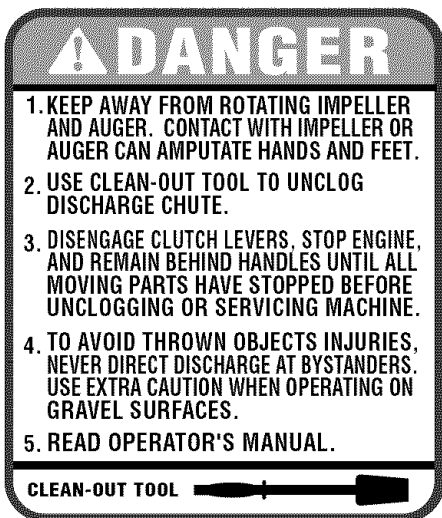 DANGER
1. KEEP AWAY FROM ROTATING IMPELLER
AND AUGER. CONTACT WITH IMPELLER OR
AUGER CAN AMPUTATE HANDS AND FEET.
2. USE CLEAN-OUT TOOL TO UNCLOG
DISCHARGE CHUTE.
3. DISENGAGE CLUTCH LEVERS, STOP ENGINE,
AND REMAIN BEHIND HANDLES UNTIL ALL
MOVING PARTS HAVE STOPPED BEFORE
UNCLOGGING OR SERVICING MACHINE.
4. TO AVOID THROWN OBJECTS INJURIES,
NEVER DIRECT DISCHARGE AT BYSTANDERS.
USE EXTRA CAUTION WHEN OPERATING ON
GRAVEL SURFACES.
5. READ OPERATOR'S MANUAL.
CLEAN-OUT TOOL